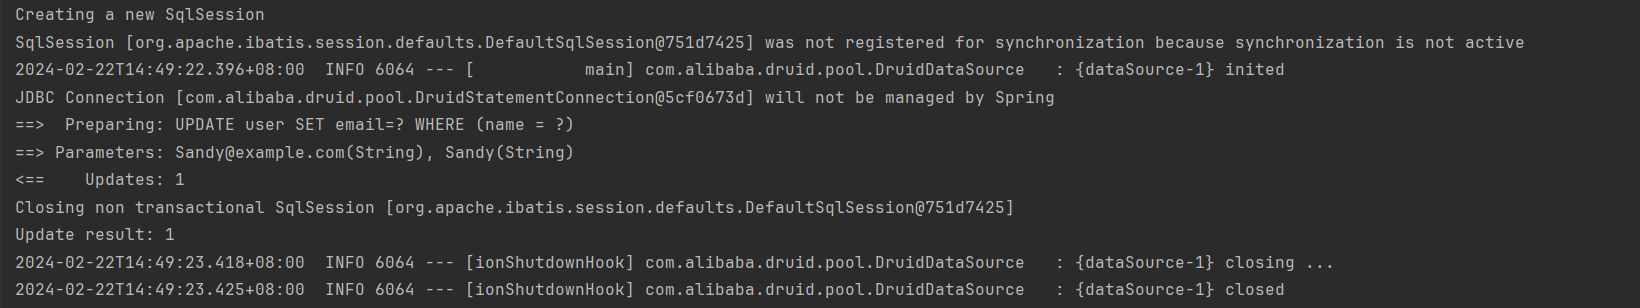 Creating a new SqlSession
SqlSession [org.apache.ibatis.session.defaults.DefaultSqlSession@751d7425] was not registered for synchronization because synchronization is not active
2024-02-22T14:49:22.396+08:00  INFO 6064 --- [           main] com.alibaba.druid.pool.DruidDataSource   : {dataSource-1} inited
JDBC Connection [com.alibaba.druid.pool.DruidStatementConnection@5cf0673d] will not be managed by Spring
==>  Preparing: UPDATE user SET email=? WHERE (name = ?)
==> Parameters: Sandy@example.com(String), Sandy(String)
<==    Updates: 1
Closing non transactional SqlSession [org.apache.ibatis.session.defaults.DefaultSqlSession@751d7425]
Update result: 1
2024-02-22T14:49:23.418+08:00  INFO 6064 --- [ionShutdownHook] com.alibaba.druid.pool.DruidDataSource   : {dataSource-1} closing ...
2024-02-22T14:49:23.425+08:00  INFO 6064 --- [ionShutdownHook] com.alibaba.druid.pool.DruidDataSource   : {dataSource-1} closed